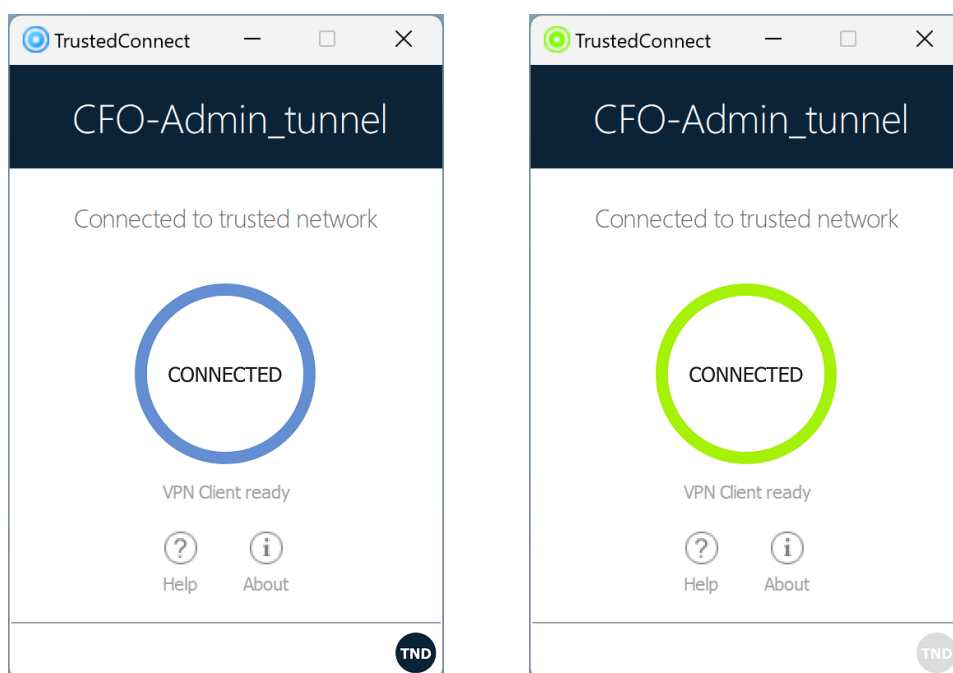 TrustedConnect
CFO-Admin_tunnel
Connected to trusted network
CONNECTED
VPN Client ready
Help
About
TND
TrustedConnect
CFO-Admin_tunnel
Connected to trusted network
CONNECTED
VPN Client ready
Help
About
TND